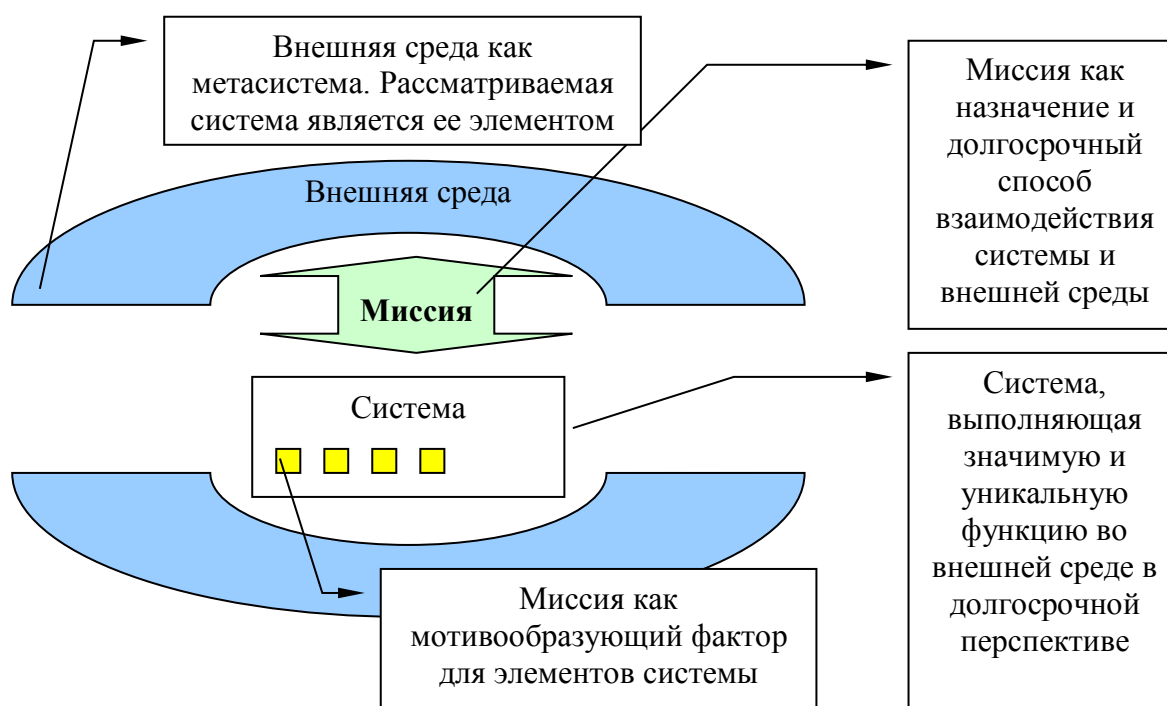 Внешняя среда как
метасистема. Рассматриваемая
система является ее элементом
Миссия как
назначение и
долгосрочный
способ
взаимодействия
системы и
внешней среды
Внешняя среда
Миссия
Система
Система,
выполняющая
значимую и
уникальную
функцию во
внешней среде в
долгосрочной
перспективе
Миссия как
мотивообразующий фактор
для элементов системы